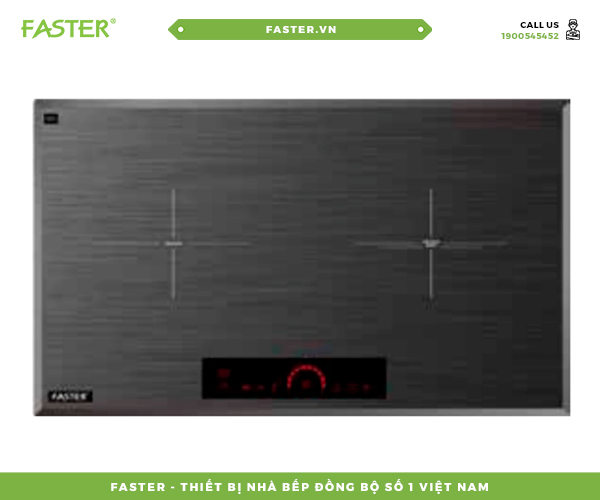 FASTER®
FASTER.VN
CALL US
1900545452
FASTER
FASTER - THIẾT BỊ NHÀ BẾP ĐỒNG BỘ SỐ 1 VIỆT NAM